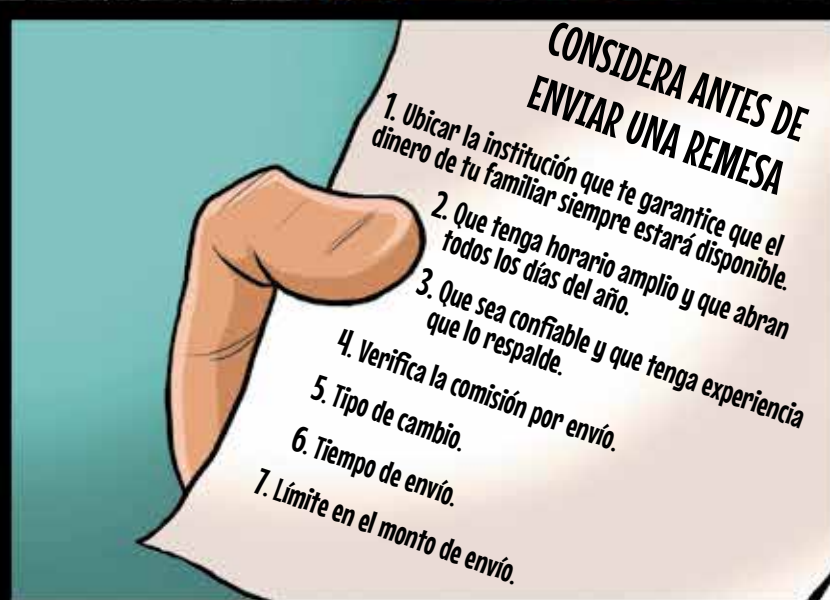 CONSIDERA ANTES DE
ENVIAR UNA REMESA
1. Ubicar la institución que te garantice que el
dinero de tu familiar siempre estará disponible.
2. Que tenga horario amplio y que abran
todos los días del año.
3. Que sea confiable y que tenga experiencia
que lo respalde.
4. Verifica la comisión por envío.
5. Tipo de cambio.
6. Tiempo de envío.
7. Límite en el monto de envío.